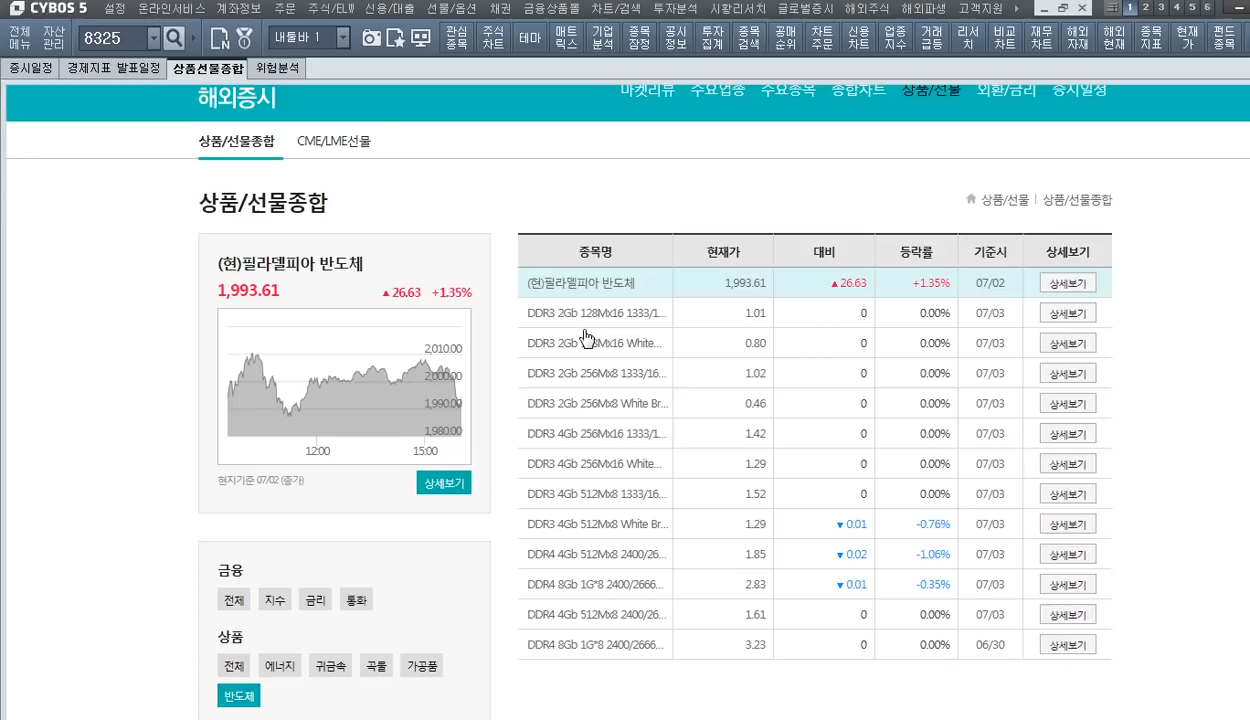 CYBOS 5 설정 온라인서비스 계좌정보 주문 주식/ELW 신용/대출 선물/옵션 채권 금융상품몰 차트/검색 투자분석 시황리서치 글로벌증시 해외주식 해외파생 고객지원 1 2 3 4 5 6
전체메뉴 자산관리 8325 내툴바 1 관심종목 주식차트 테마 매트릭스 기업분석 종목잠정 공시정보 투자집계 종목검색 공매순위 차트주문 신용차트 업종지수 거래급등 리서치 비교차트 재무차트 해외자재 해외현재 종목지표 현재가 펀드종목
증시일정 경제지표 발표일정 상품선물종합 위험분석
해외증시 마켓리뷰 주요업종 주요종목 종합차트 상품/선물 외환/금리 증시일정
상품/선물종합 CME/LME선물
상품/선물종합
상품/선물 | 상품/선물종합
(현)필라델피아 반도체
1,993.61 ▲26.63 +1.35%
2,010.00
2,000.00
1,990.00
1,980.00
12:00 15:00
현지기준 07/02 (종가) 상세보기
금융
전체 지수 금리 통화
상품
전체 에너지 귀금속 곡물 가공품
반도체
종목명 현재가 대비 등락률 기준시 상세보기
(현)필라델피아 반도체 1,993.61 ▲26.63 +1.35% 07/02 상세보기
DDR3 2Gb 128Mx16 1333/1... 1.01 0 0.00% 07/03 상세보기
DDR3 2Gb Mx16 White... 0.80 0 0.00% 07/03 상세보기
DDR3 2Gb 256Mx8 1333/16... 1.02 0 0.00% 07/03 상세보기
DDR3 2Gb 256Mx8 White Br... 0.46 0 0.00% 07/03 상세보기
DDR3 4Gb 256Mx16 1333/1... 1.42 0 0.00% 07/03 상세보기
DDR3 4Gb 256Mx16 White... 1.29 0 0.00% 07/03 상세보기
DDR3 4Gb 512Mx8 1333/16... 1.52 0 0.00% 07/03 상세보기
DDR3 4Gb 512Mx8 White Br... 1.29 ▼0.01 -0.76% 07/03 상세보기
DDR4 4Gb 512Mx8 2400/26... 1.85 ▼0.02 -1.06% 07/03 상세보기
DDR4 8Gb 1G*8 2400/2666... 2.83 ▼0.01 -0.35% 07/03 상세보기
DDR4 4Gb 512Mx8 2400/26... 1.61 0 0.00% 07/03 상세보기
DDR4 8Gb 1G*8 2400/2666... 3.23 0 0.00% 06/30 상세보기